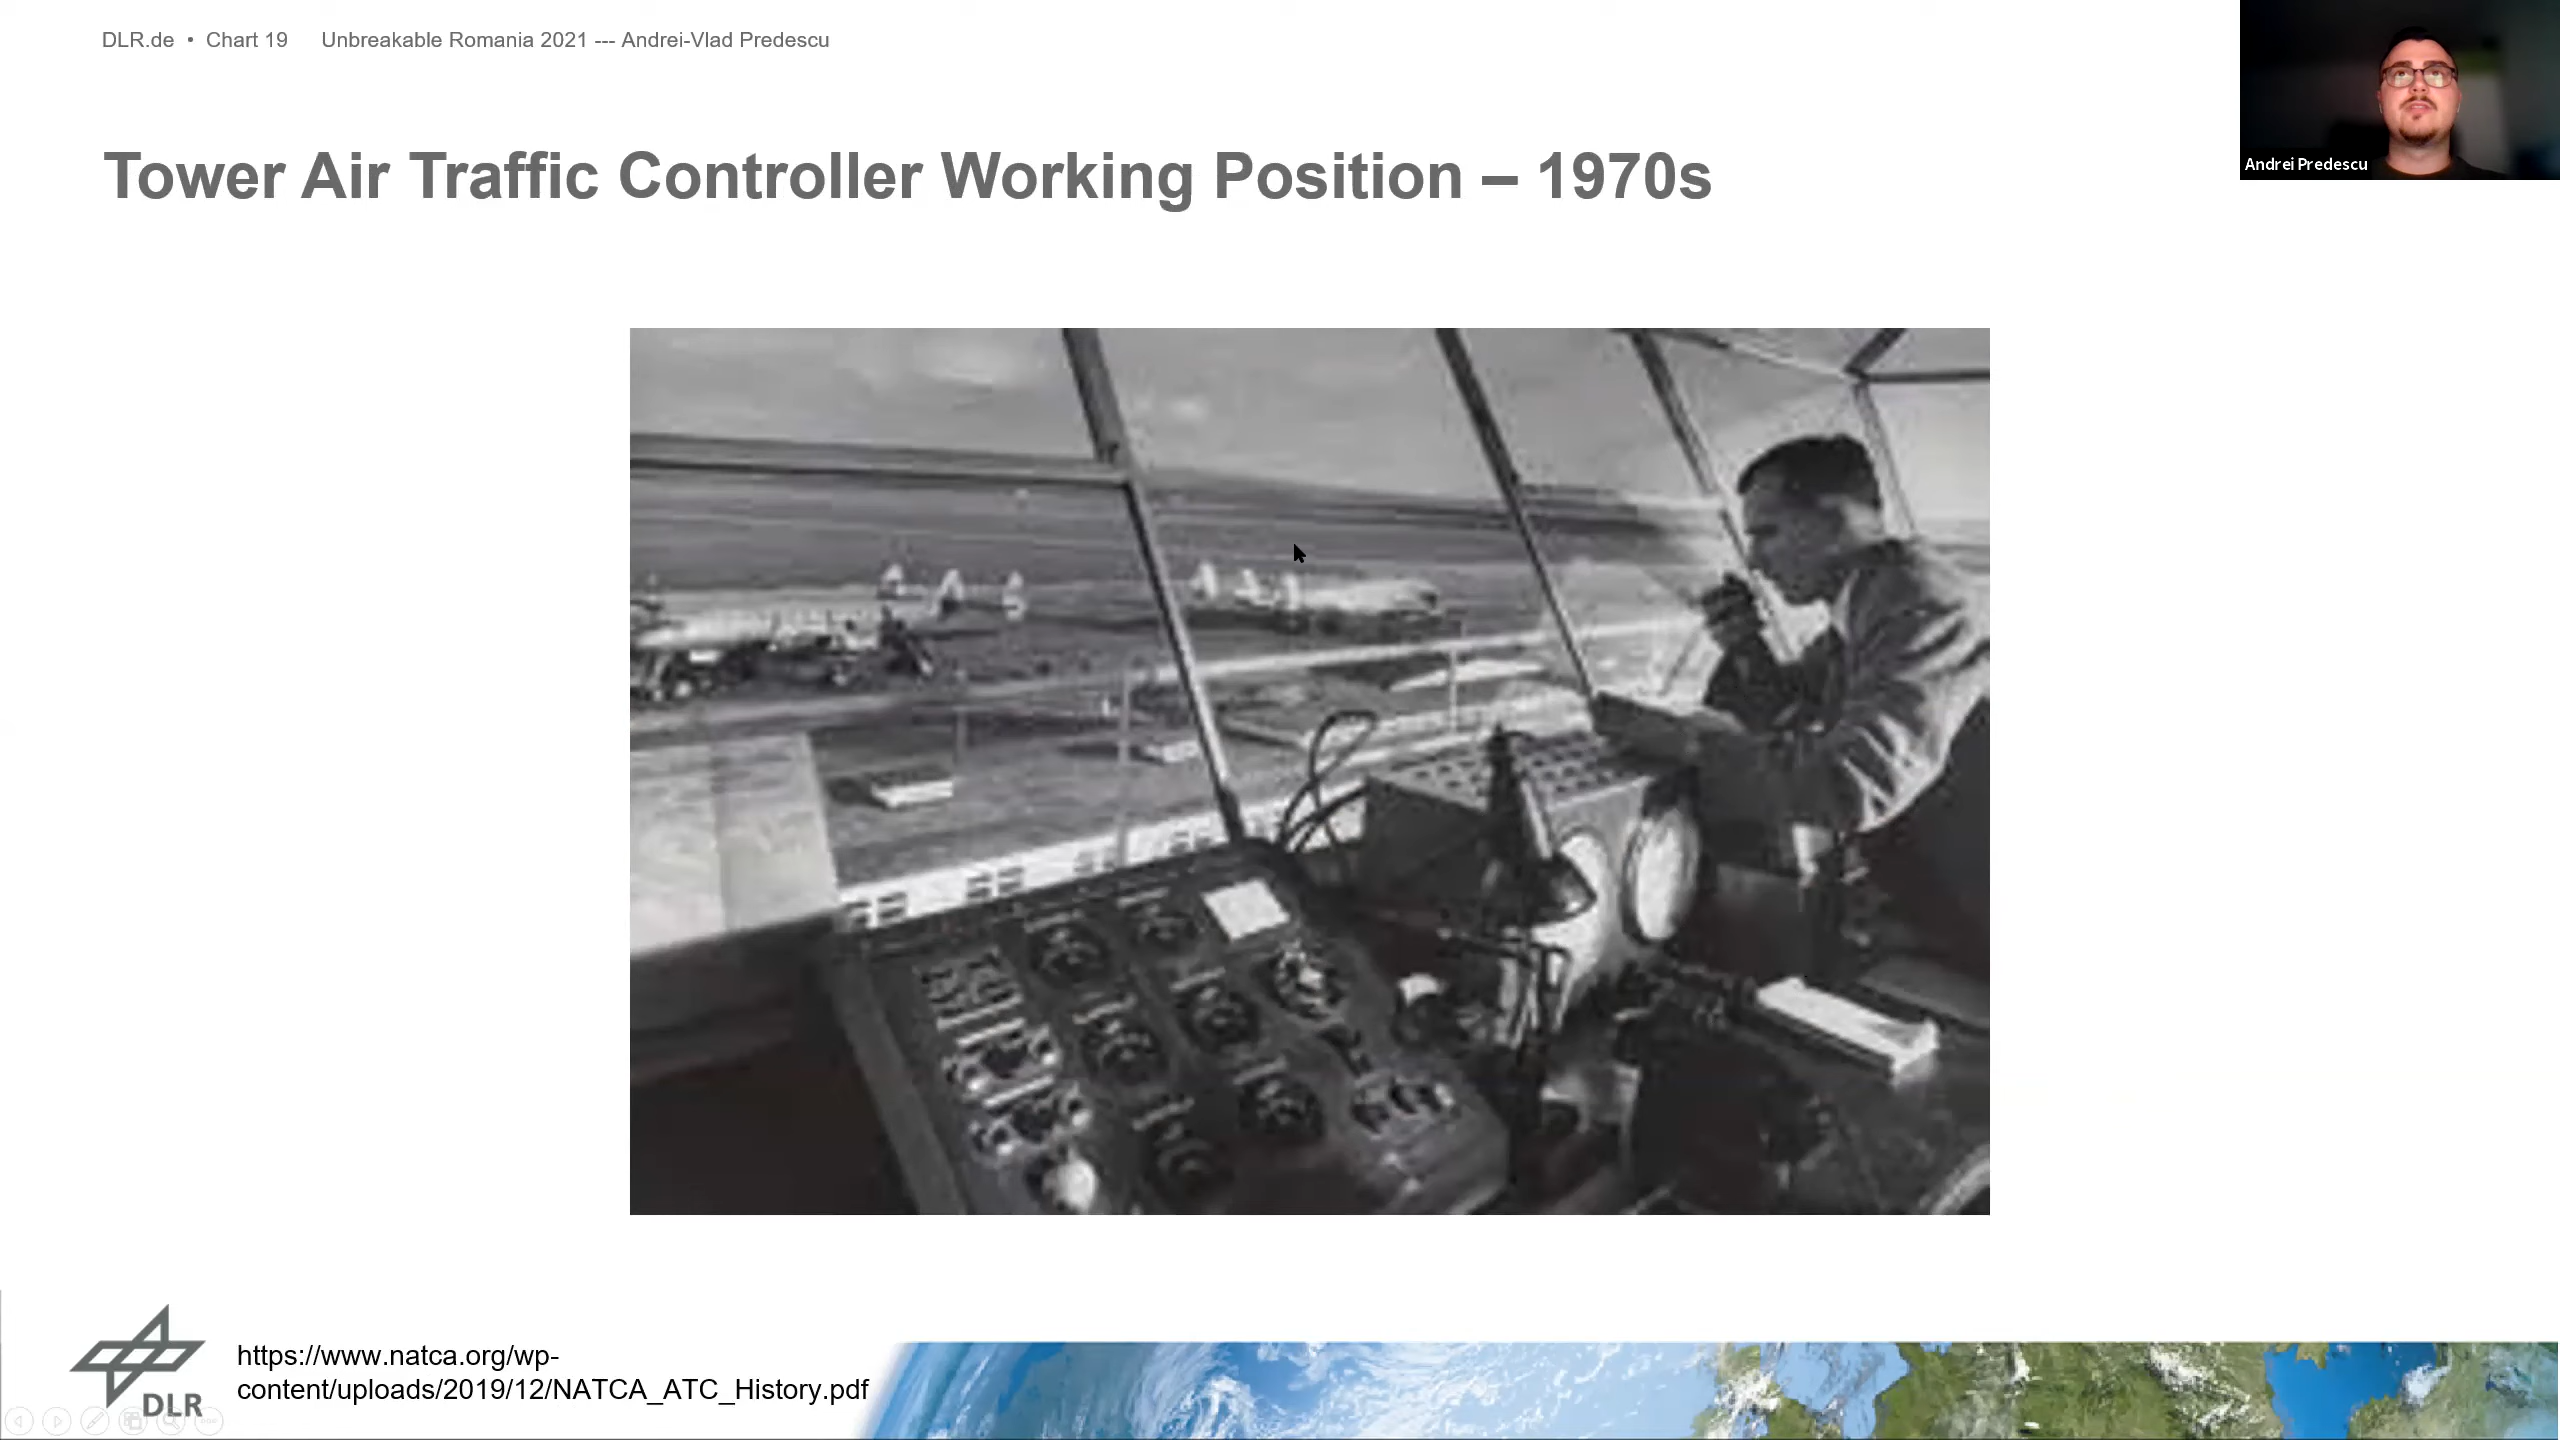 DLR.de • Chart 19 Unbreakable Romania 2021 --- Andrei-Vlad Predescu
Andrei Predescu
Tower Air Traffic Controller Working Position – 1970s
https://www.natca.org/wp-
content/uploads/2019/12/NATCA_ATC_History.pdf
DLR